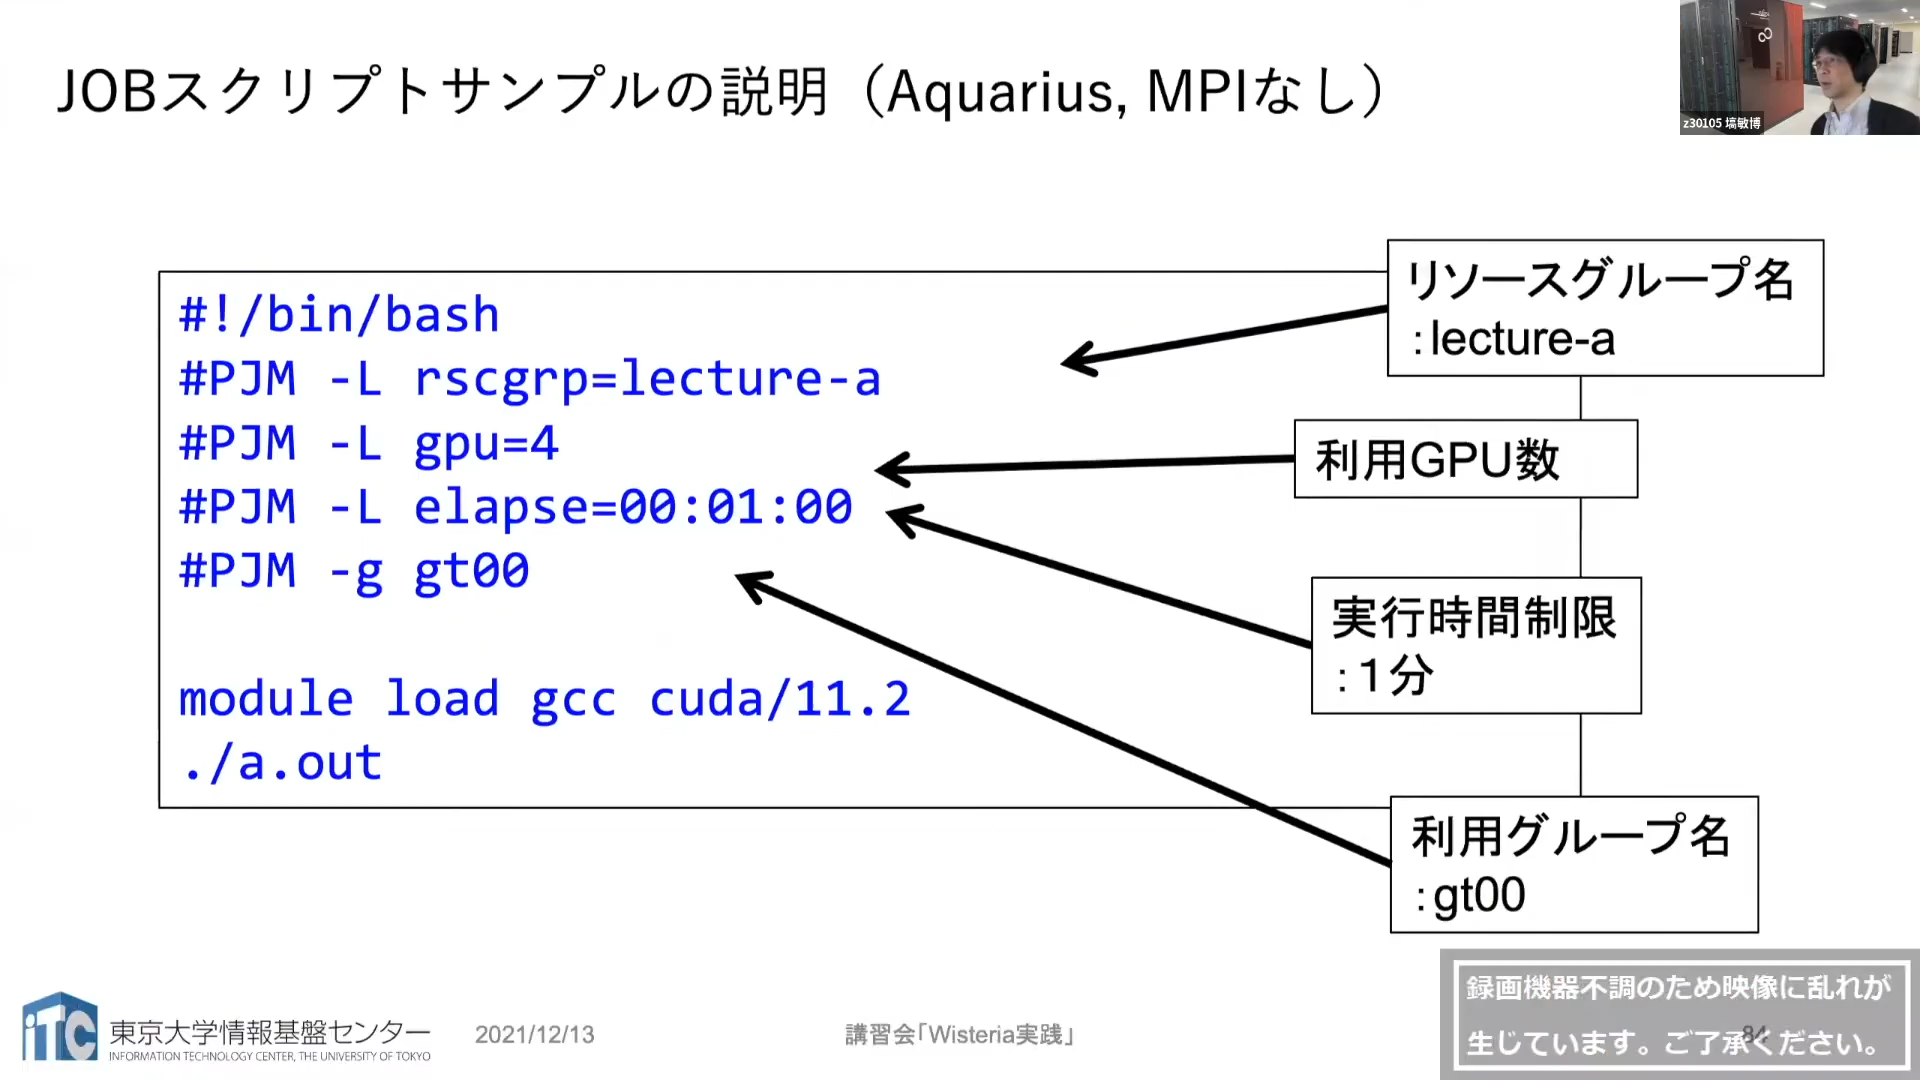 JOBスクリプトサンプルの説明（Aquarius, MPIなし）
z30105 塙敏博
#!/bin/bash
#PJM -L rscgrp=lecture-a
#PJM -L gpu=4
#PJM -L elapse=00:01:00
#PJM -g gt00
module load gcc cuda/11.2
./a.out
リソースグループ名
：lecture-a
利用GPU数
実行時間制限
：１分
利用グループ名
：gt00
iTC
東京大学情報基盤センター
INFORMATION TECHNOLOGY CENTER, THE UNIVERSITY OF TOKYO
2021/12/13
講習会「Wisteria実践」
84
録画機器不調のため映像に乱れが
生じています。ご了承ください。